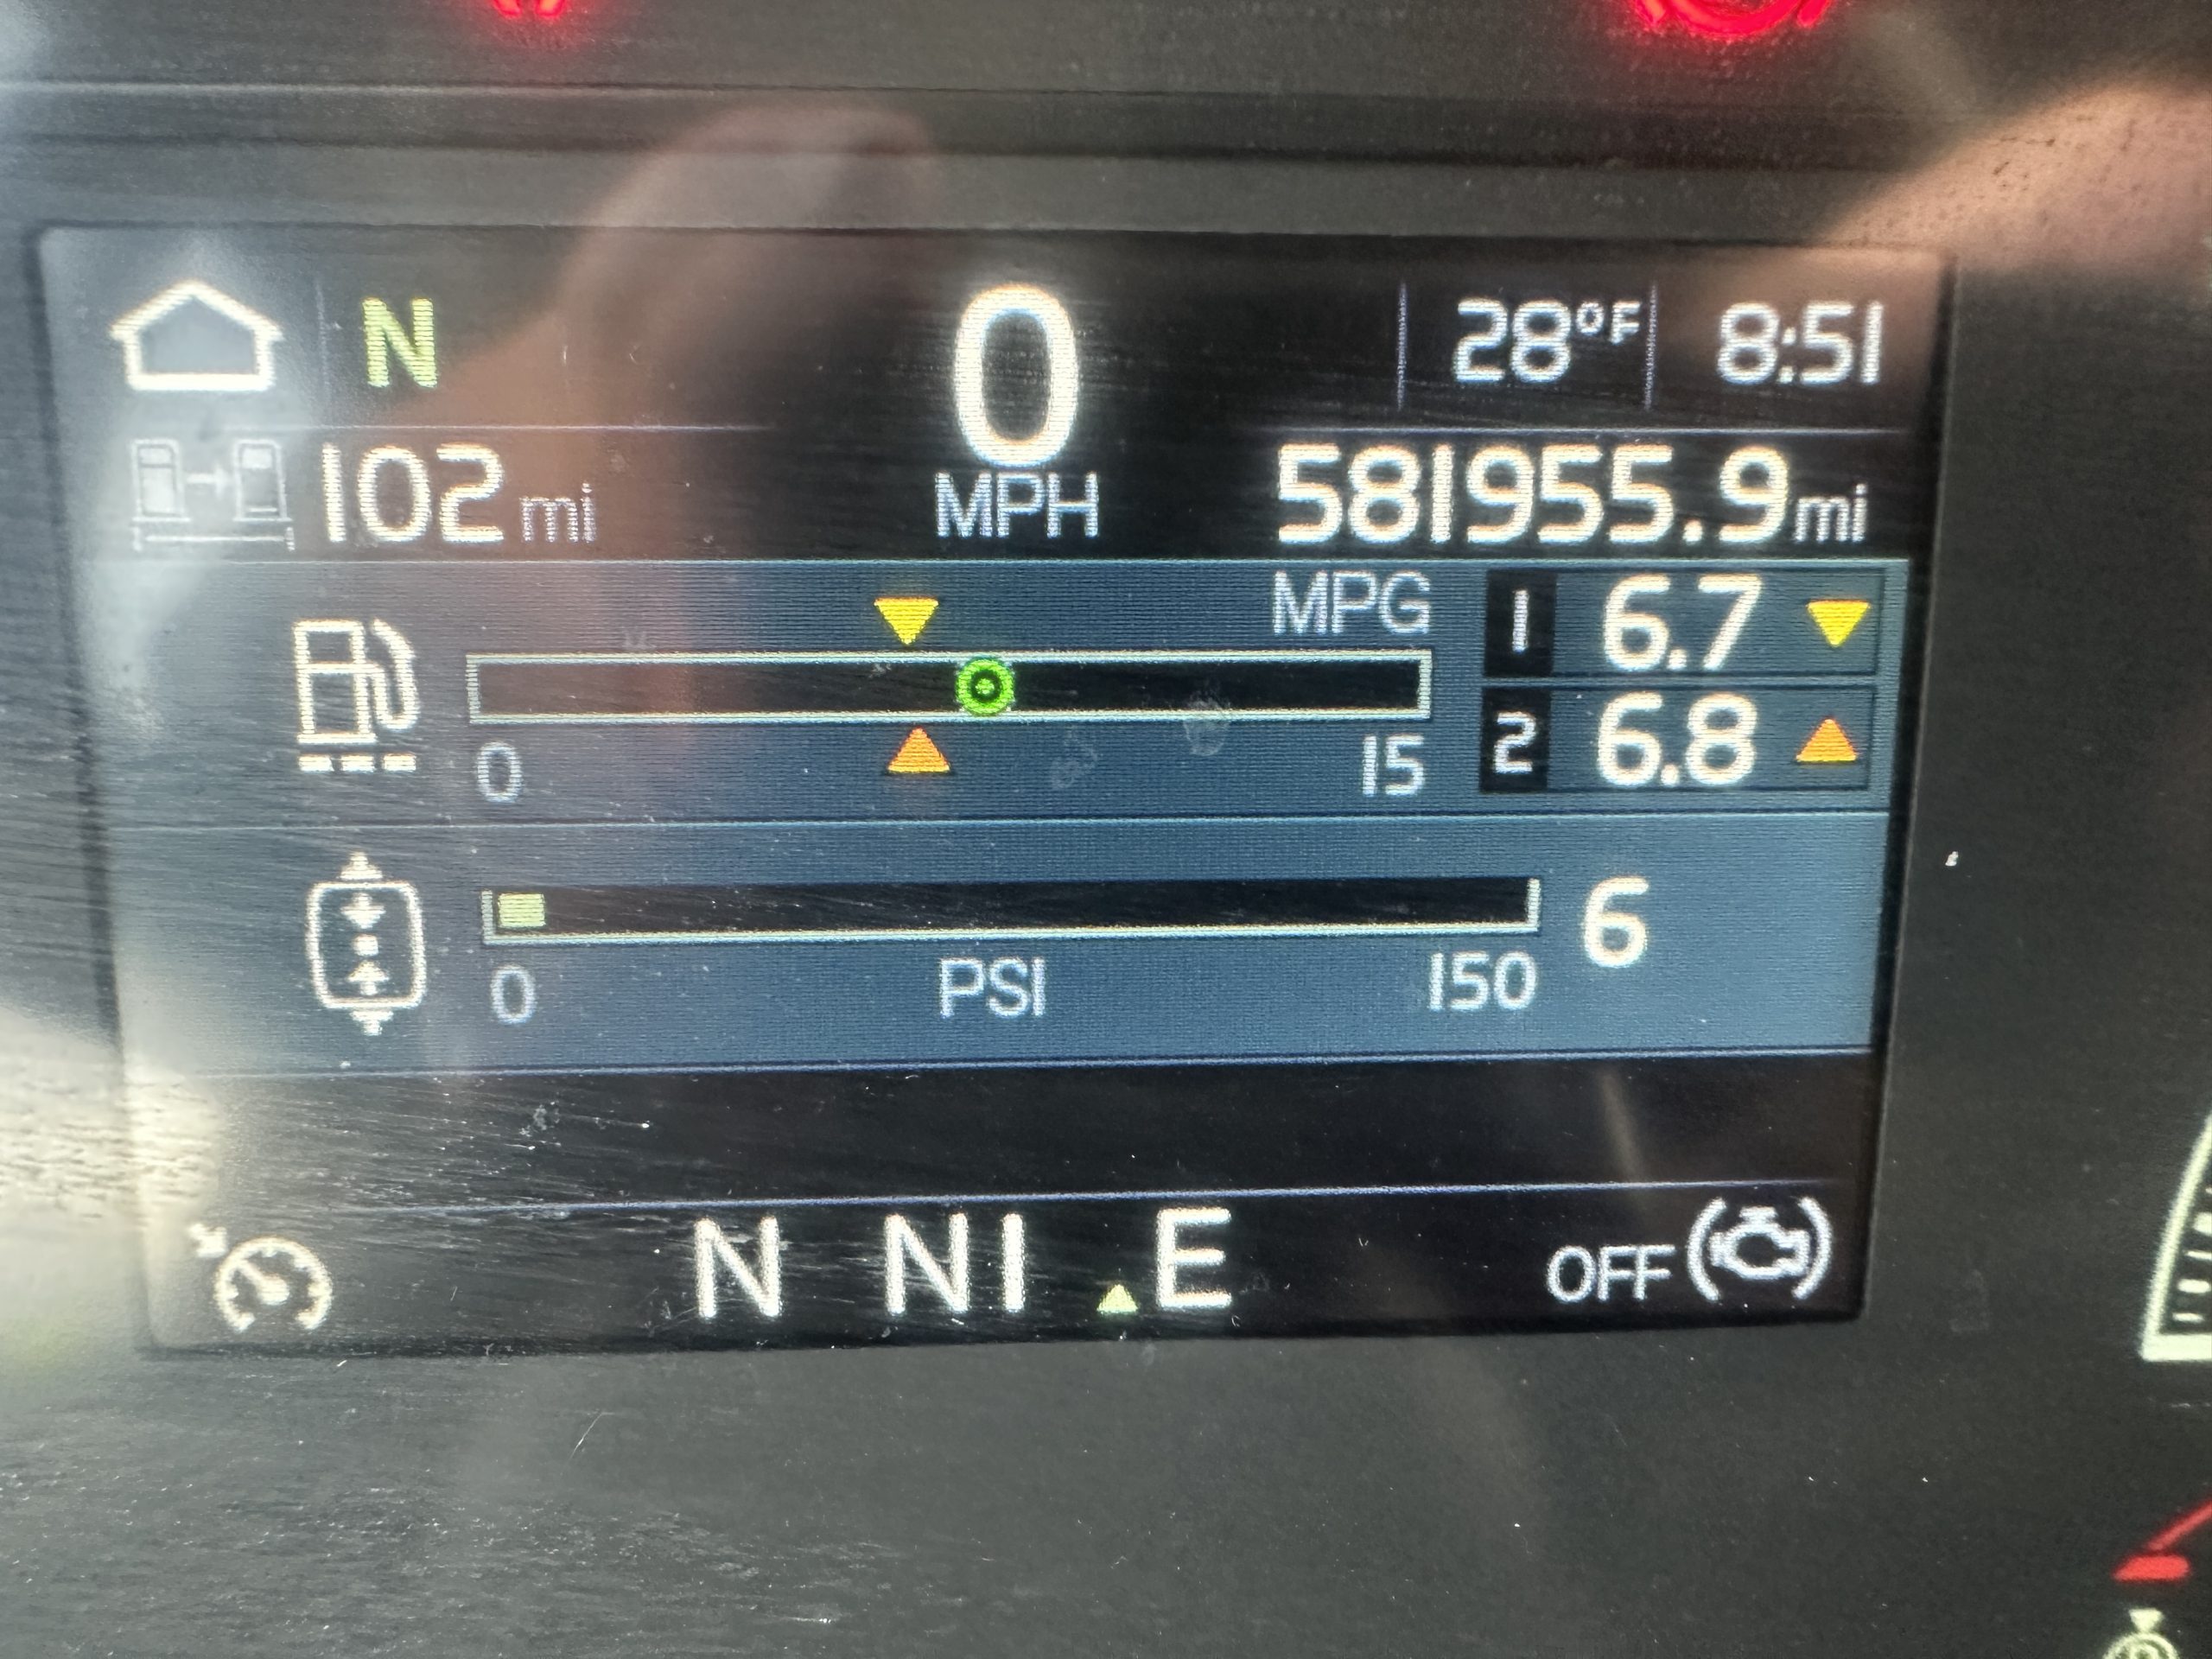 N 0 28°F 8:51
102 mi MPH 581955.9 mi
MPG 1 6.7
0 15 2 6.8
6
0 PSI 150
N NI E OFF